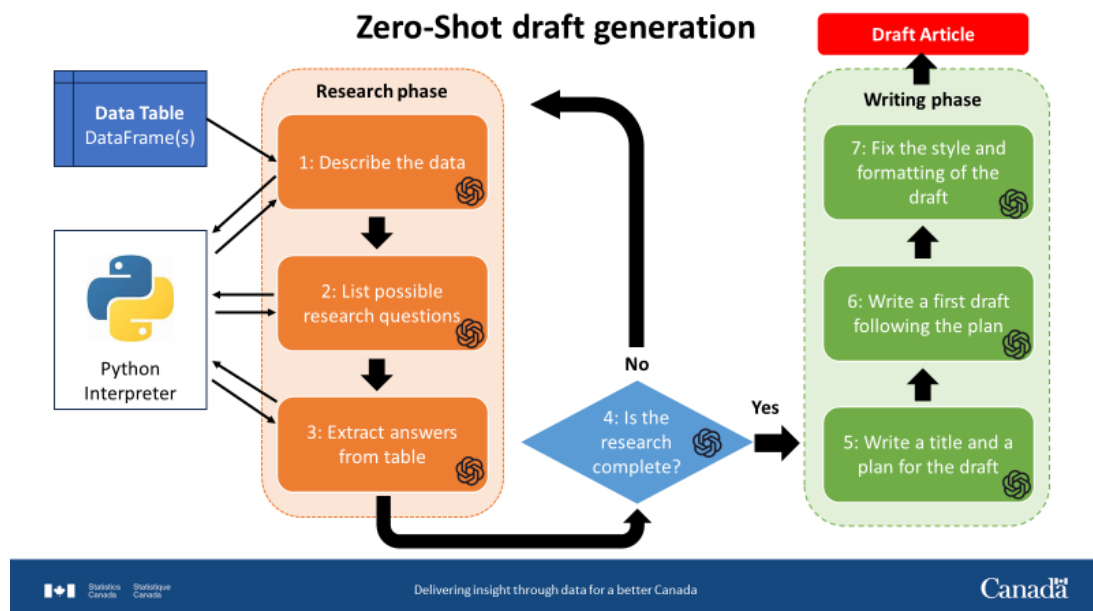 Zero-Shot draft generation
Draft Article
Data Table
DataFrame(s)
Python
Interpreter
Research phase
1: Describe the data
2: List possible
research questions
3: Extract answers
from table
No
4: Is the
research
complete?
Yes
Writing phase
7: Fix the style and
formatting of the
draft
6: Write a first draft
following the plan
5: Write a title and a
plan for the draft
Statistics
Canada
Statistique
Canada
Delivering insight through data for a better Canada
Canada